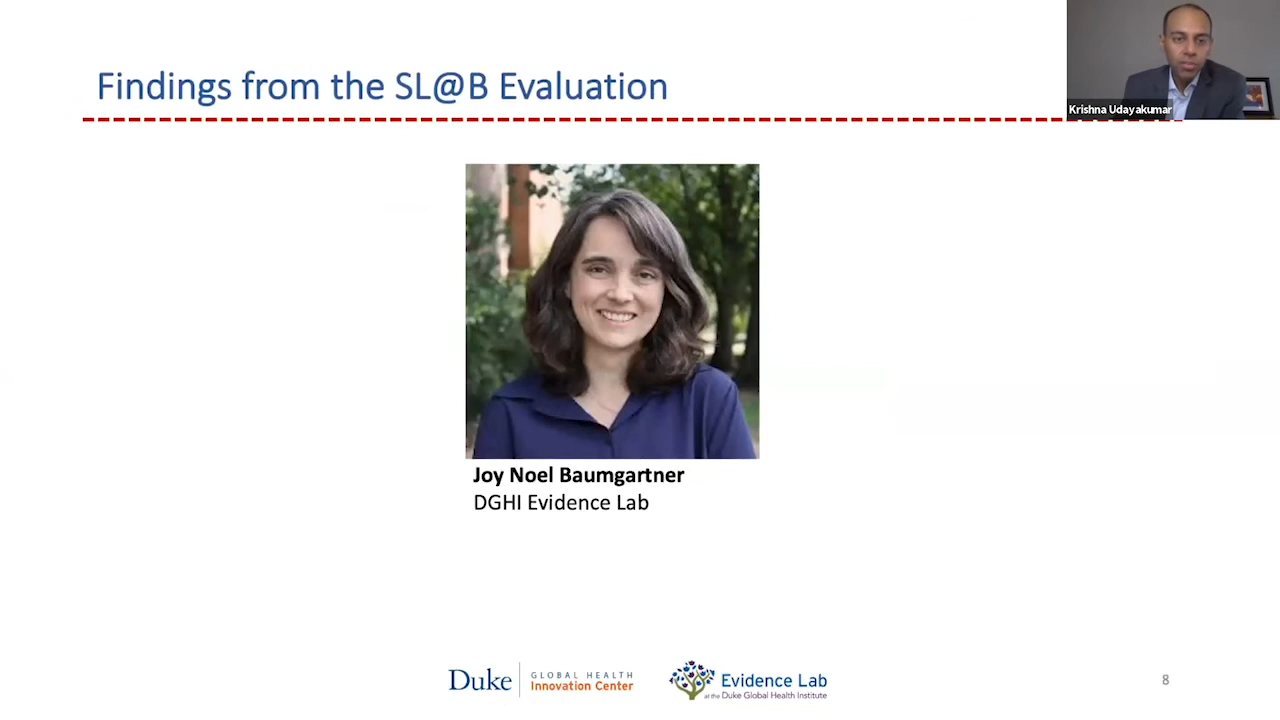 Findings from the SL@B Evaluation
Krishna Udayakumar
Joy Noel Baumgartner
DGHI Evidence Lab
Duke
GLOBAL HEALTH
Innovation Center
Evidence Lab
at the Duke Global Health Institute
8